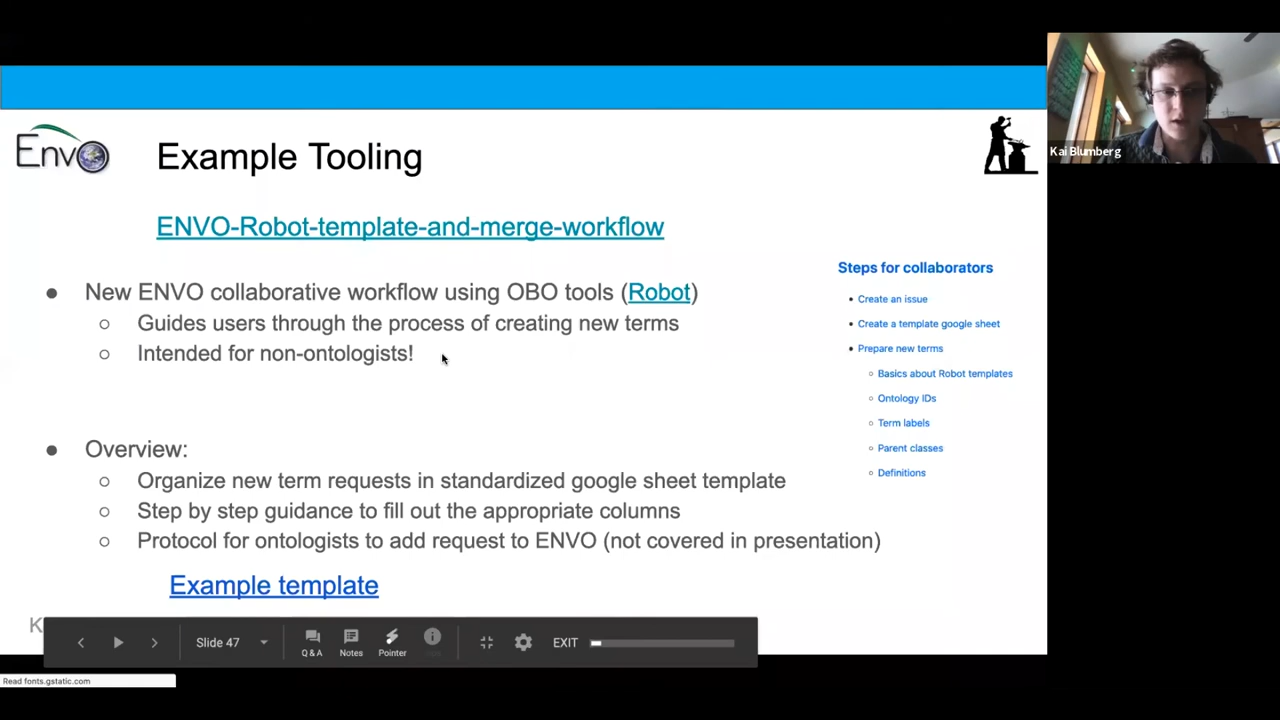 Envo
Example Tooling
ENVO-Robot-template-and-merge-workflow
● New ENVO collaborative workflow using OBO tools (Robot)
○ Guides users through the process of creating new terms
○ Intended for non-ontologists!
● Overview:
○ Organize new term requests in standardized google sheet template
○ Step by step guidance to fill out the appropriate columns
○ Protocol for ontologists to add request to ENVO (not covered in presentation)
Example template
Steps for collaborators
• Create an issue
• Create a template google sheet
• Prepare new terms
○ Basics about Robot templates
○ Ontology IDs
○ Term labels
○ Parent classes
○ Definitions
Kai Blumberg
K
Slide 47
Q & A
Notes
Pointer
EXIT
Read fonts.gstatic.com